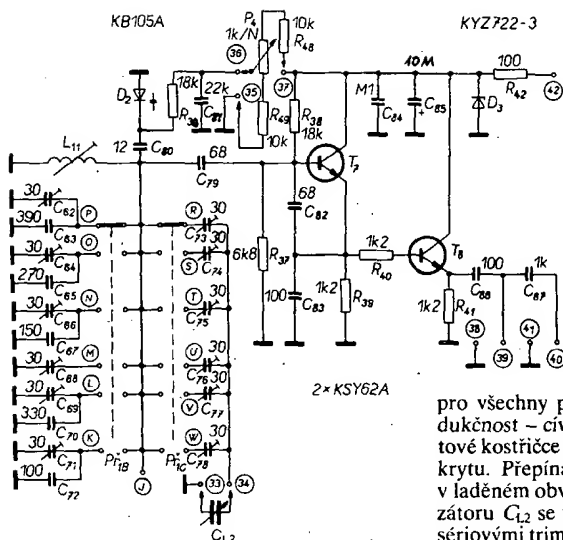 KB105A
P4
1k/N
10k
R48
KYZ722-3
36
18k
22k
35
37
10M
100
R42
42
D2
C81
R49
10k
R38
18k
M1
C84
C85
D3
12
C80
L11
68
C79
T7
30
C62
P
R
30
C73
68
C82
390
C63
30
O
S
30
C74
6k8
R37
1k2
R40
T8
C64
270
C65
30
N
T
30
C75
100
C83
1k2
R39
100
C86
1k
C87
C66
150
C67
1k2
R41
38
39
41
40
30
M
U
30
C76
C68
30
L
V
30
C77
2×KSY62A
C69
330
C70
30
K
W
30
C78
C71
Př1B
Př1C
100
C72
J
33
34
CL2
pro všechny p
dukčnost – cív
tové kostřičce
krytu. Přepína
v laděném obv
zátoru CL2 se
sériovými trim